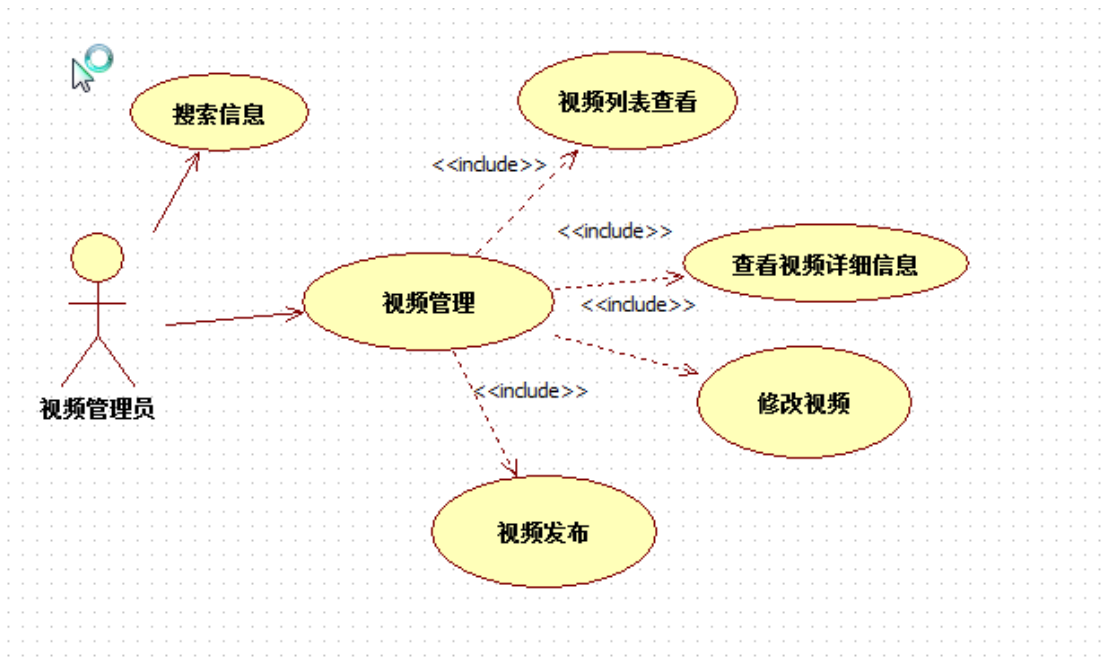 搜索信息
视频列表查看
<<include>>
<<include>>
查看视频详细信息
视频管理
<<include>>
视频管理员
<<include>>
修改视频
视频发布